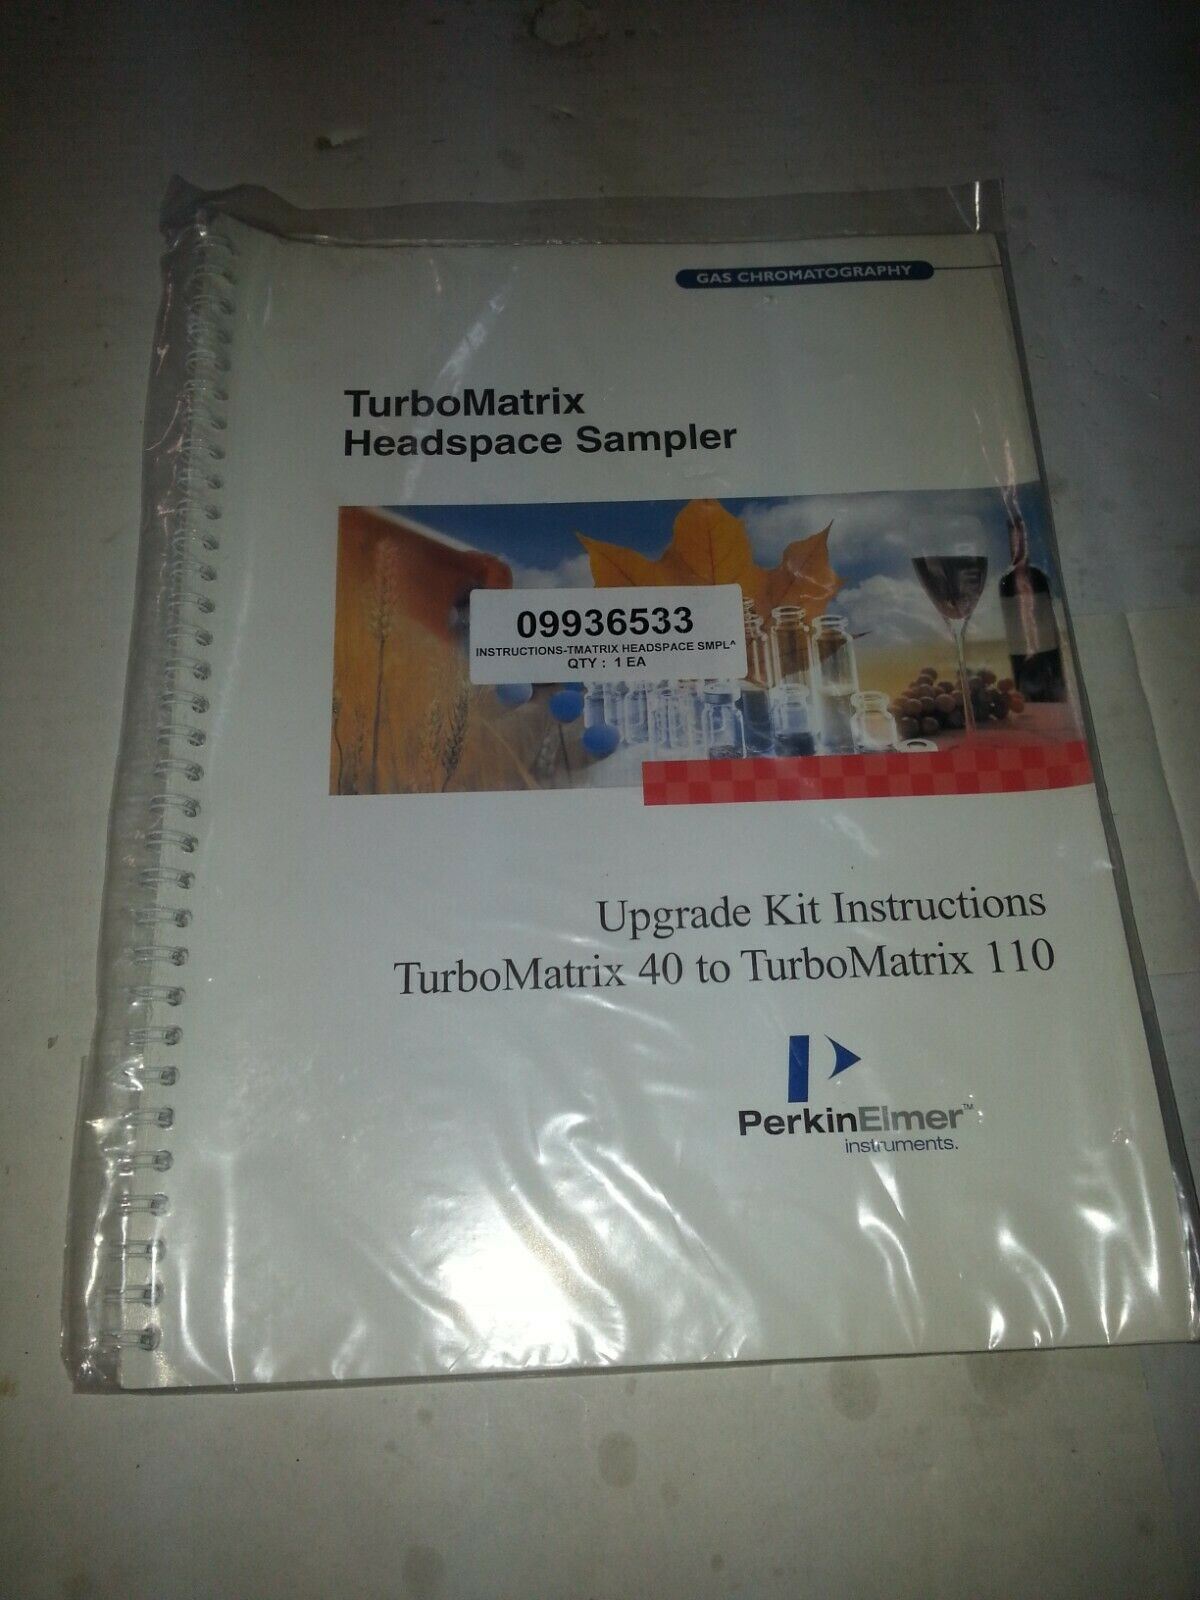 GAS CHROMATOGRAPHY
TurboMatrix
Headspace Sampler
09936533
INSTRUCTIONS-TMATRIX HEADSPACE SMPL^
QTY : 1 EA
Upgrade Kit Instructions
TurboMatrix 40 to TurboMatrix 110
PerkinElmer™
instruments.